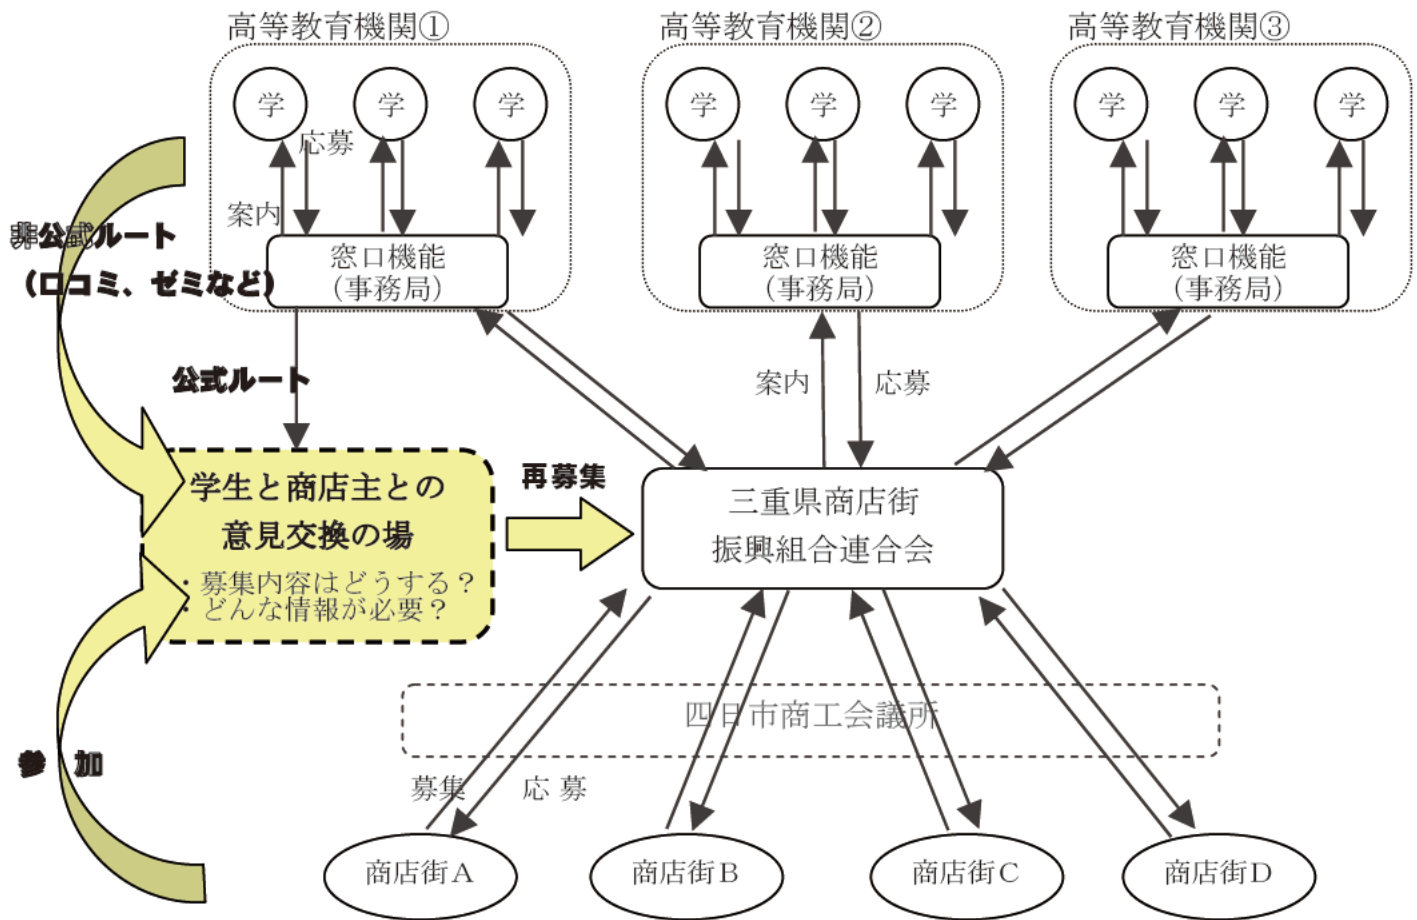 高等教育機関①
高等教育機関②
高等教育機関③
学
学
学
学
学
学
学
学
学
応募
案内
窓口機能
(事務局)
窓口機能
(事務局)
窓口機能
(事務局)
非公式ルート
(口コミ、ゼミなど)
公式ルート
案内
応募
学生と商店主との
意見交換の場
・募集内容はどうする？
・どんな情報が必要？
再募集
三重県商店街
振興組合連合会
四日市商工会議所
参 加
募集
応 募
商店街A
商店街B
商店街C
商店街D